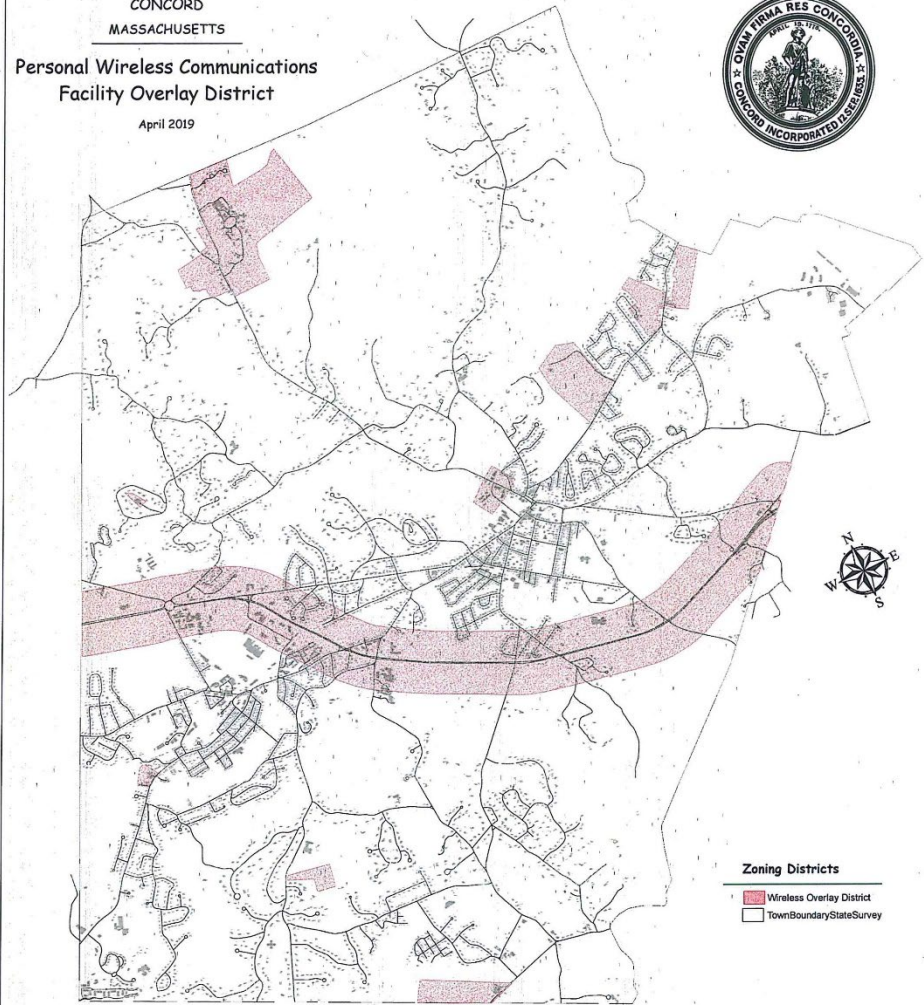 CONCORD
MASSACHUSETTS
Personal Wireless Communications
Facility Overlay District
April 2019
QVAM FIRMA RES CONCORDIA
APRIL 19, 1775.
CONCORD INCORPORATED 12 SEP. 1635.
N
E
W
S
Zoning Districts
Wireless Overlay District
TownBoundaryStateSurvey